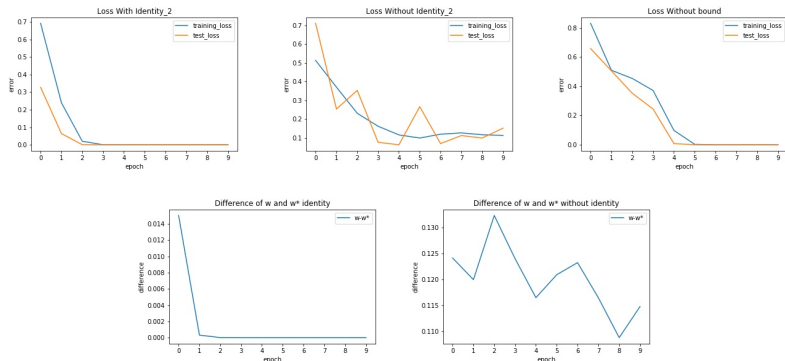 Loss With Identity_2
0.7
0.6
0.5
0.4
0.3
0.2
0.1
0.0
error
training_loss
test_loss
0 1 2 3 4 5 6 7 8 9
epoch
Loss Without Identity_2
0.7
0.6
0.5
0.4
0.3
0.2
0.1
error
training_loss
test_loss
0 1 2 3 4 5 6 7 8 9
epoch
Loss Without bound
0.8
0.6
0.4
0.2
0.0
error
training_loss
test_loss
0 1 2 3 4 5 6 7 8 9
epoch
Difference of w and w* identity
0.014
0.012
0.010
0.008
0.006
0.004
0.002
0.000
difference
w-w*
0 1 2 3 4 5 6 7 8 9
epoch
Difference of w and w* without identity
0.130
0.125
0.120
0.115
0.110
difference
w-w*
0 1 2 3 4 5 6 7 8 9
epoch